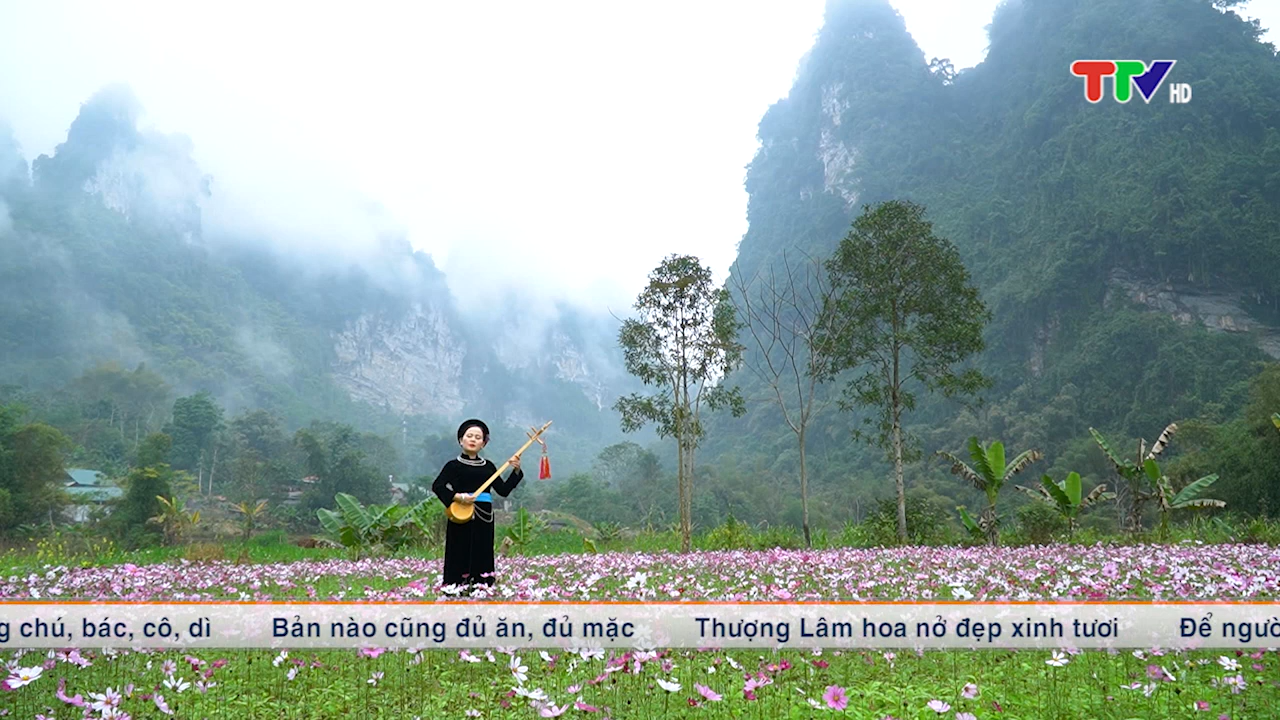 TTV HD
g chú, bác, cô, dì Bản nào cũng đủ ăn, đủ mặc Thượng Lâm hoa nở đẹp xinh tươi Để ngườ